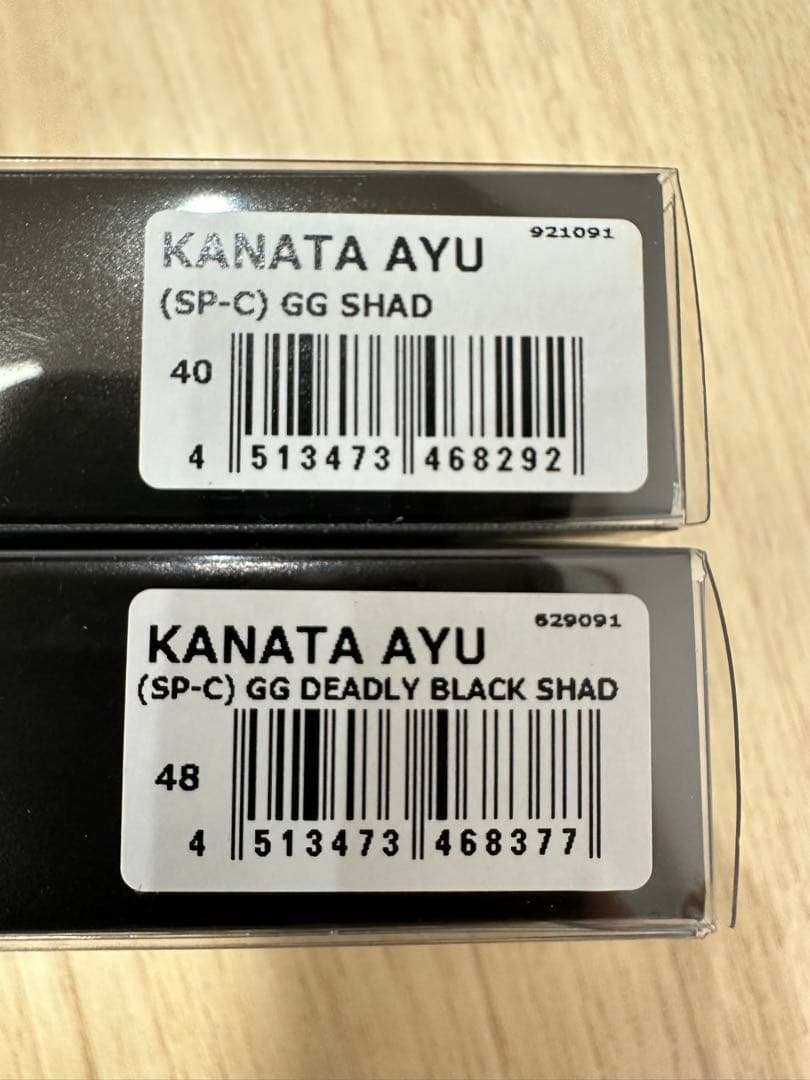 KANATA AYU 921091
(SP-C) GG SHAD
40
4 513473 468292
KANATA AYU 629091
(SP-C) GG DEADLY BLACK SHAD
48
4 513473 468377